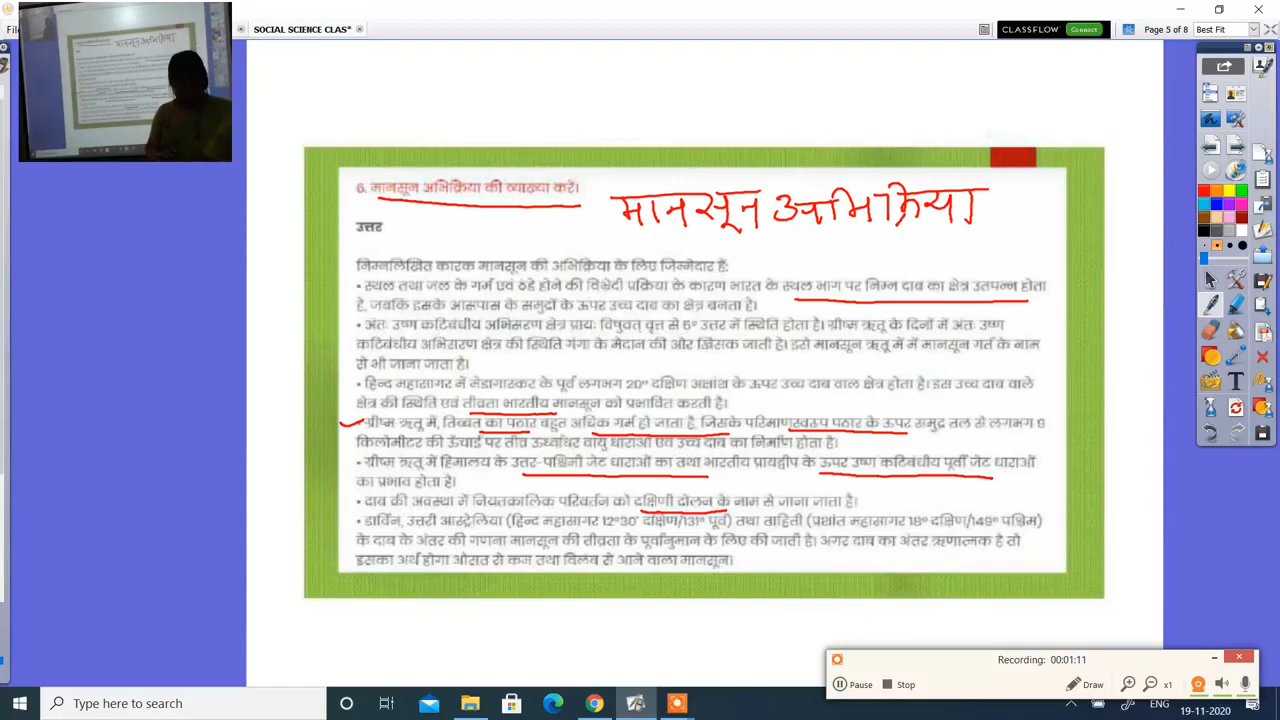 SOCIAL SCIENCE CLAS*
CLASSFLOW Connect
Page 5 of 8
Best Fit
6. मानसून अभिक्रिया की व्याख्या करें।
मानसून अभिक्रिया
उत्तर
निम्नलिखित कारक मानसून की अभिक्रिया के लिए जिम्मेदार हैं:
• स्थल तथा जल के गर्म एवं ठंडे होने की विभेदी प्रक्रिया के कारण भारत के स्थल भाग पर निम्न दाब का क्षेत्र उतपन्न होता
है, जबकि इसके आसपास के समुद्रों के ऊपर उच्च दाब का क्षेत्र बनता है।
• अंतः उष्ण कटिबंधीय अभिसरण क्षेत्र प्रायः विषुवत् वृत्त से 5° उत्तर में स्थिति होता है। ग्रीष्म ऋतू के दिनों में अंतः उष्ण
कटिबंधीय अभिसरण क्षेत्र की स्थिति गंगा के मैदान की ओर खिसक जाती है। इसे मानसून ऋतू में में मानसून गर्त के नाम
से भी जाना जाता है।
• हिन्द महासागर में मेडागास्कर के पूर्व लगभग 20° दक्षिण अक्षांश के ऊपर उच्च दाब वाल क्षेत्र होता है। इस उच्च दाब वाले
क्षेत्र की स्थिति एवं तीव्रता भारतीय मानसून को प्रभावित करती है।
• ग्रीष्म ऋतू में, तिब्बत का पठार बहुत अधिक गर्म हो जाता है, जिसके परिमाणस्वरुप पठार के ऊपर समुद्र तल से लगभग 9
किलोमीटर की ऊँचाई पर तीव्र ऊर्ध्वाधर वायु धाराओं एवं उच्च दाब का निर्माण होता है।
• ग्रीष्म ऋतू में हिमालय के उत्तर-पश्चिमी जेट धाराओं का तथा भारतीय प्रायद्वीप के ऊपर उष्ण कटिबंधीय पूर्वी जेट धाराओं
का प्रभाव होता है।
• दाब की अवस्था में नियतकालिक परिवर्तन को दक्षिणी दोलन के नाम से जाना जाता है।
• डार्विन, उत्तरी आस्ट्रेलिया (हिन्द महासागर 12°30' दक्षिण/131° पूर्व) तथा ताहिती (प्रशांत महासागर 18° दक्षिण/149° पश्चिम)
के दाब के अंतर की गणना मानसून की तीव्रता के पूर्वानुमान के लिए की जाती है। अगर दाब का अंतर ऋणात्मक है तो
इसका अर्थ होगा औसत से कम तथा विलंब से आने वाला मानसून।
Recording: 00:01:11
Pause Stop Draw x1
Type here to search
ENG
19-11-2020